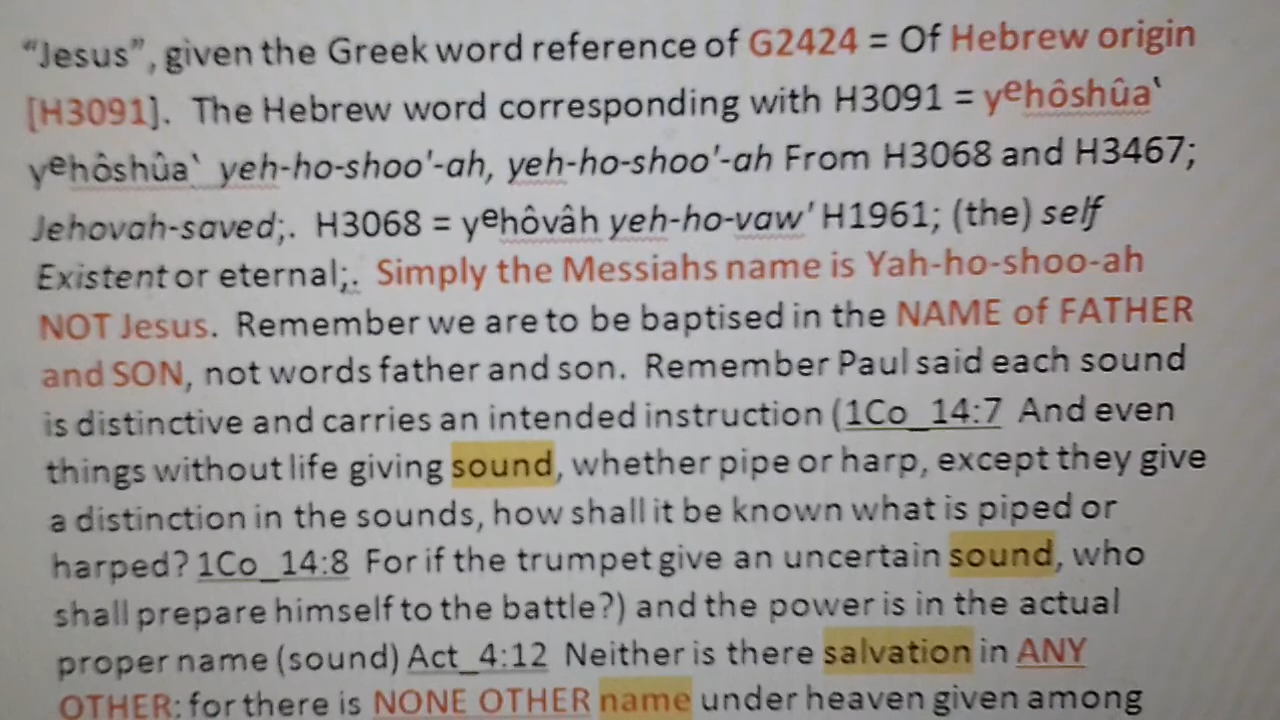 “Jesus”, given the Greek word reference of G2424 = Of Hebrew origin
[H3091].  The Hebrew word corresponding with H3091 = yᵉhôshûa‛
yᵉhôshûa‛ yeh-ho-shoo'-ah, yeh-ho-shoo'-ah From H3068 and H3467;
Jehovah-saved;.  H3068 = yᵉhôvâh yeh-ho-vaw' H1961; (the) self
Existent or eternal;.  Simply the Messiahs name is Yah-ho-shoo-ah
NOT Jesus.  Remember we are to be baptised in the NAME of FATHER
and SON, not words father and son.  Remember Paul said each sound
is distinctive and carries an intended instruction (1Co_14:7  And even
things without life giving sound, whether pipe or harp, except they give
a distinction in the sounds, how shall it be known what is piped or
harped? 1Co_14:8  For if the trumpet give an uncertain sound, who
shall prepare himself to the battle?) and the power is in the actual
proper name (sound) Act_4:12  Neither is there salvation in ANY
OTHER: for there is NONE OTHER name under heaven given among